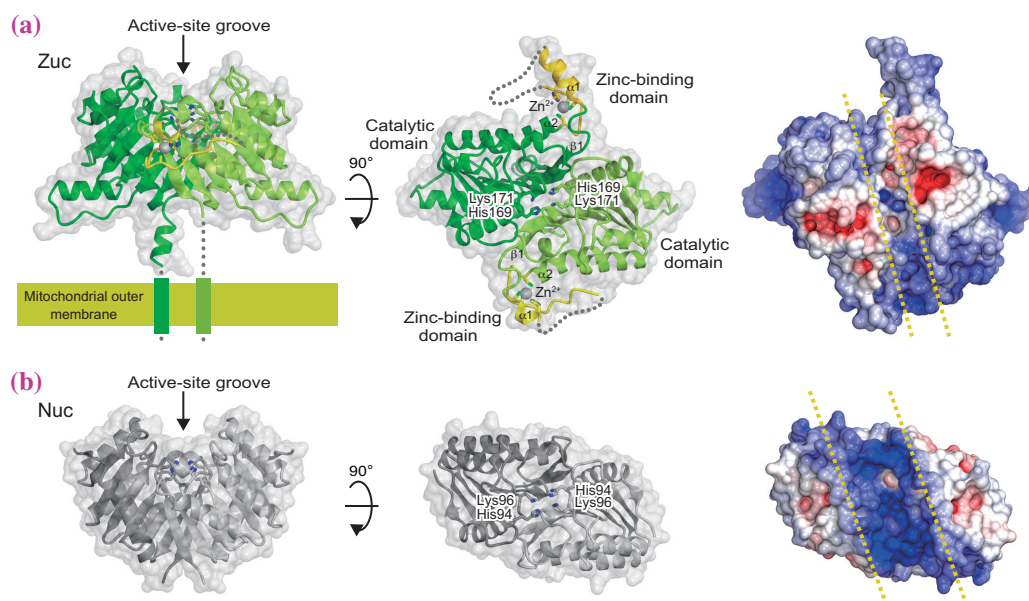 (a)
Active-site groove
Zuc
Mitochondrial outer
membrane
90°
Zinc-binding
domain
α1
Zn²⁺
α2
β1
Catalytic
domain
Lys171
His169
His169
Lys171
Catalytic
domain
β1
α2
Zn²⁺
α1
Zinc-binding
domain
(b)
Active-site groove
Nuc
90°
Lys96
His94
His94
Lys96